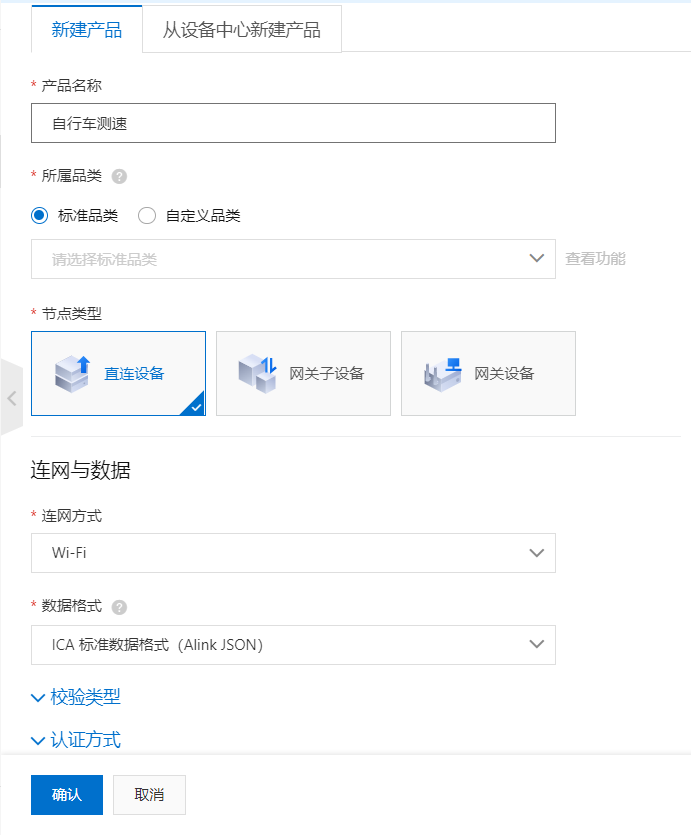 新建产品 从设备中心新建产品
* 产品名称
自行车测速
* 所属品类 ?
标准品类 自定义品类
请选择标准品类 查看功能
* 节点类型
直连设备 网关子设备 网关设备
连网与数据
* 连网方式
Wi-Fi
* 数据格式 ?
ICA 标准数据格式（Alink JSON）
校验类型
认证方式
确认 取消